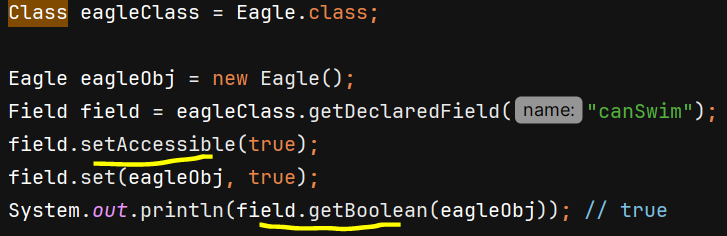 Class eagleClass = Eagle.class;
Eagle eagleObj = new Eagle();
Field field = eagleClass.getDeclaredField( name: "canSwim");
field.setAccessible(true);
field.set(eagleObj, true);
System.out.println(field.getBoolean(eagleObj)); // true